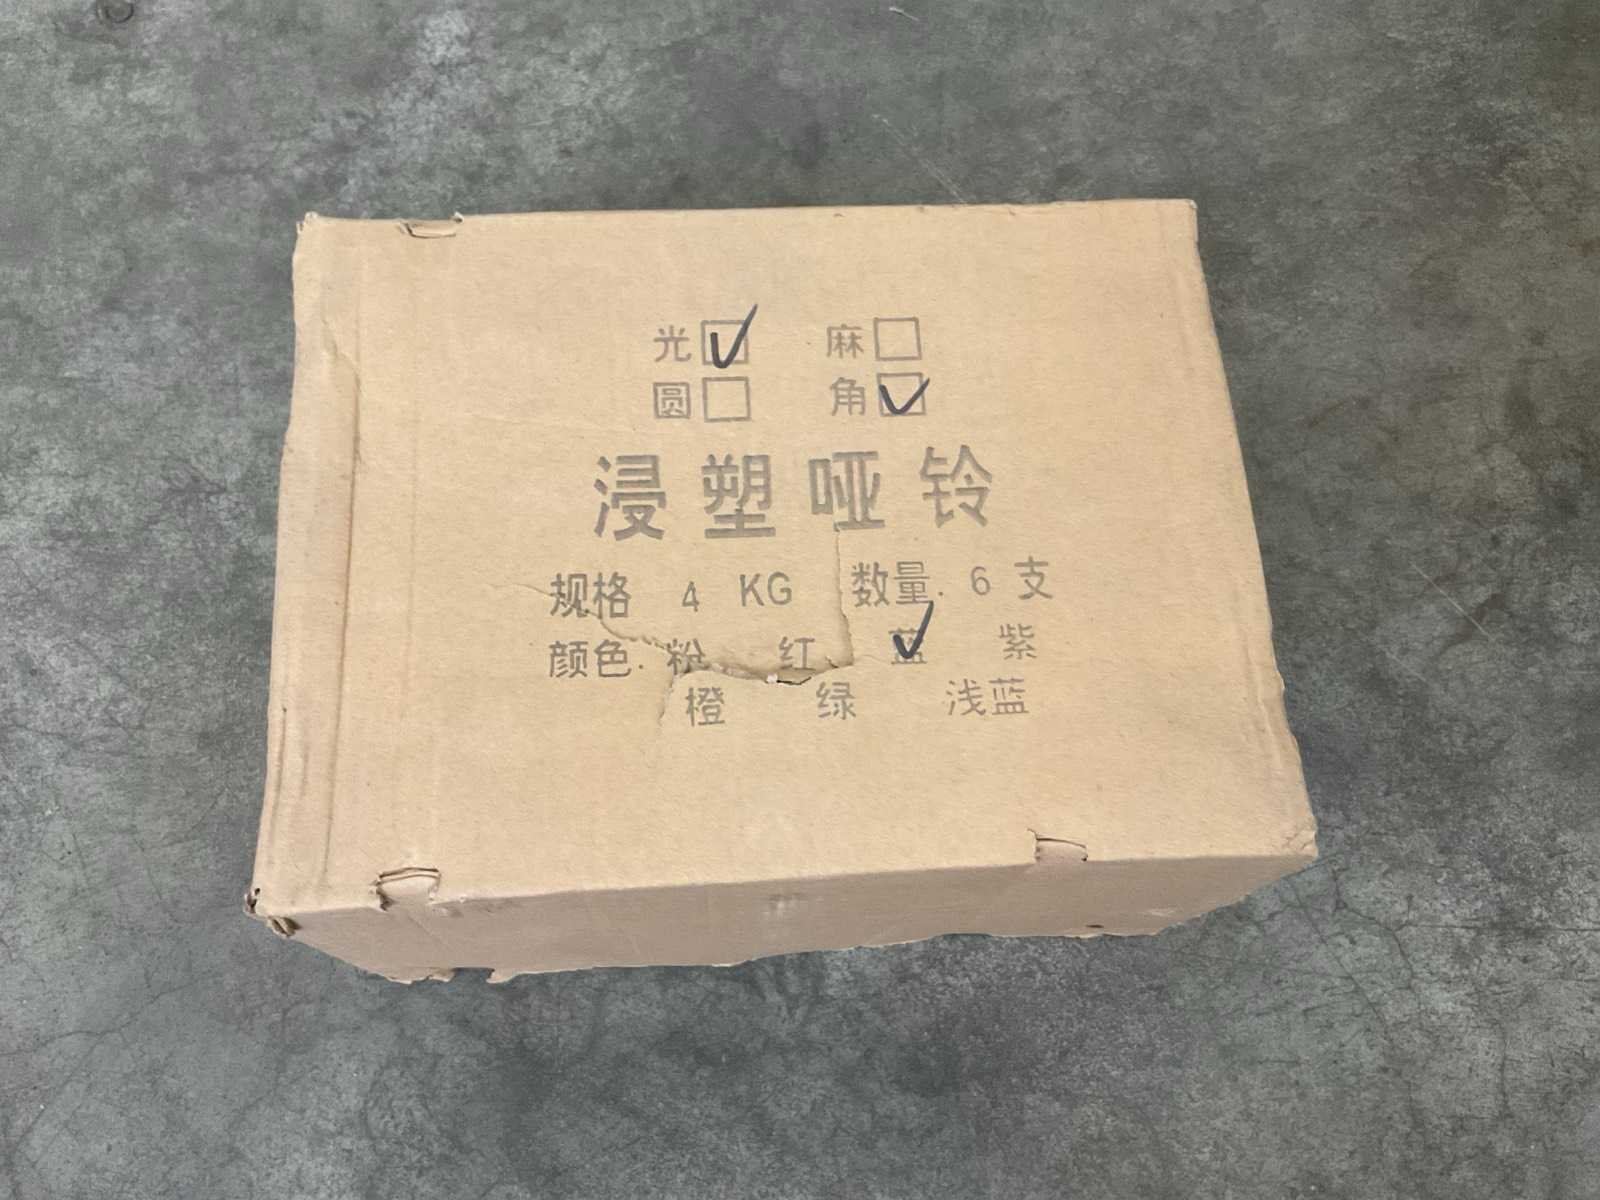 光☑ 麻☐
圆☐ 角☑
浸塑哑铃
规格 4 KG 数量. 6 支
颜色. 粉 红 蓝✓ 紫
橙 绿 浅蓝